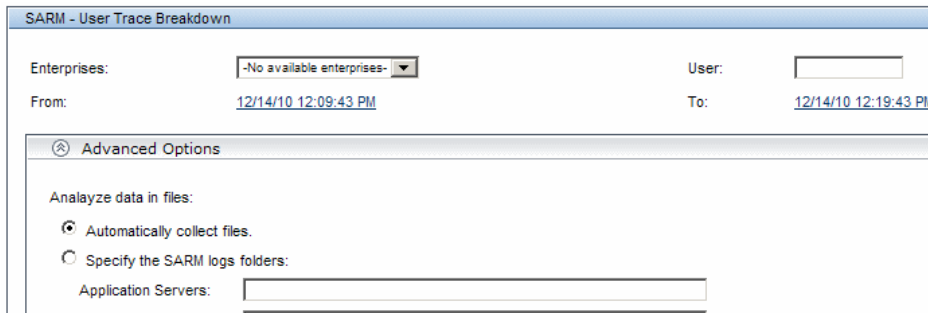 SARM - User Trace Breakdown
Enterprises: -No available enterprises- User:
From: 12/14/10 12:09:43 PM To: 12/14/10 12:19:43 PM
Advanced Options
Analayze data in files:
Automatically collect files.
Specify the SARM logs folders:
Application Servers: